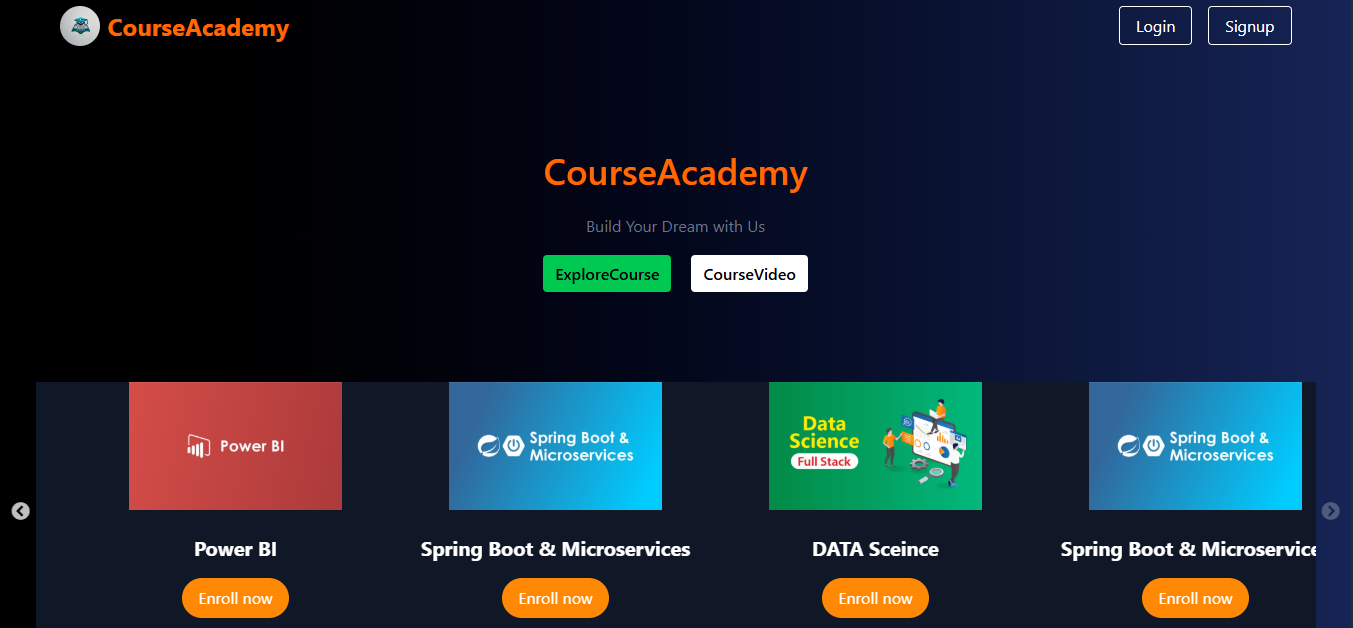 CourseAcademy
Login
Signup
CourseAcademy
Build Your Dream with Us
ExploreCourse
CourseVideo
Power BI
Spring Boot &
Microservices
Data
Science
Full Stack
Spring Boot &
Microservices
Power BI
Spring Boot & Microservices
DATA Sceince
Spring Boot & Microservice
Enroll now
Enroll now
Enroll now
Enroll now